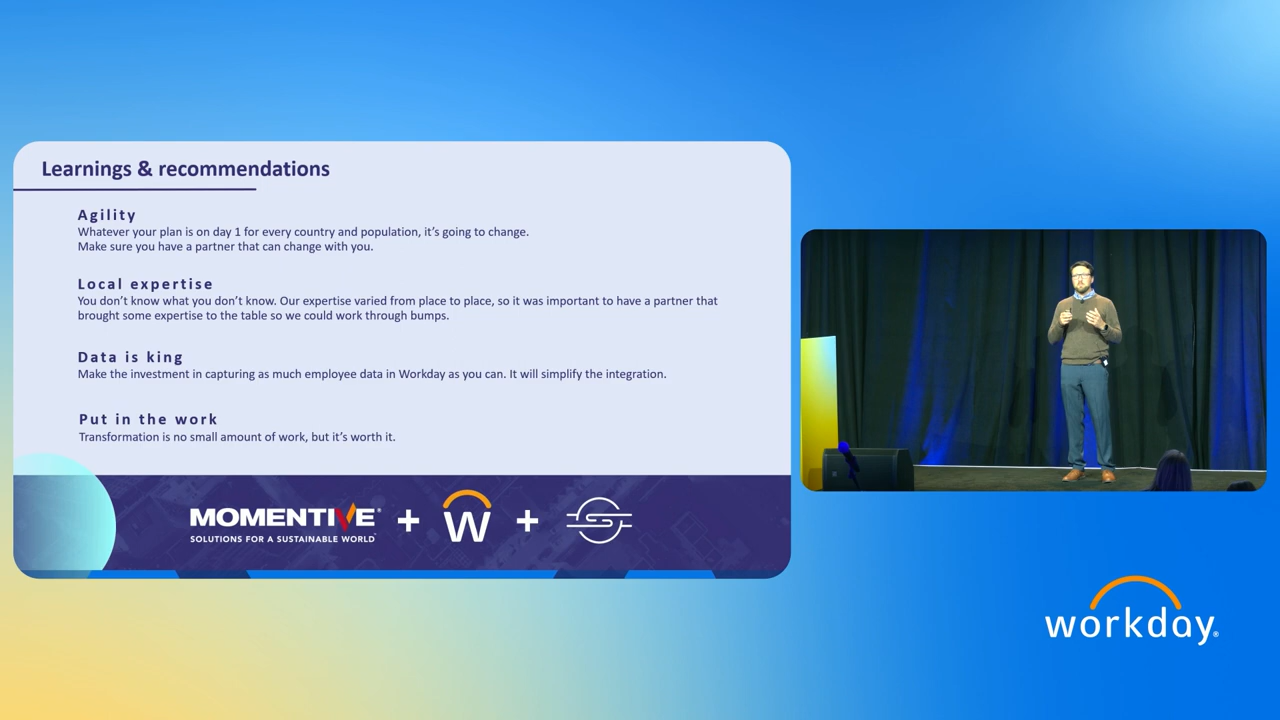 Learnings & recommendations
Agility
Whatever your plan is on day 1 for every country and population, it’s going to change.
Make sure you have a partner that can change with you.
Local expertise
You don’t know what you don’t know. Our expertise varied from place to place, so it was important to have a partner that
brought some expertise to the table so we could work through bumps.
Data is king
Make the investment in capturing as much employee data in Workday as you can. It will simplify the integration.
Put in the work
Transformation is no small amount of work, but it’s worth it.
MOMENTIVE® + W +
SOLUTIONS FOR A SUSTAINABLE WORLD
workday®